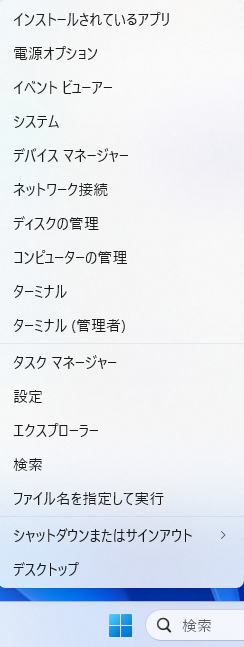 インストールされているアプリ
電源オプション
イベント ビューアー
システム
デバイス マネージャー
ネットワーク接続
ディスクの管理
コンピューターの管理
ターミナル
ターミナル (管理者)
タスク マネージャー
設定
エクスプローラー
検索
ファイル名を指定して実行
シャットダウンまたはサインアウト
デスクトップ
検索